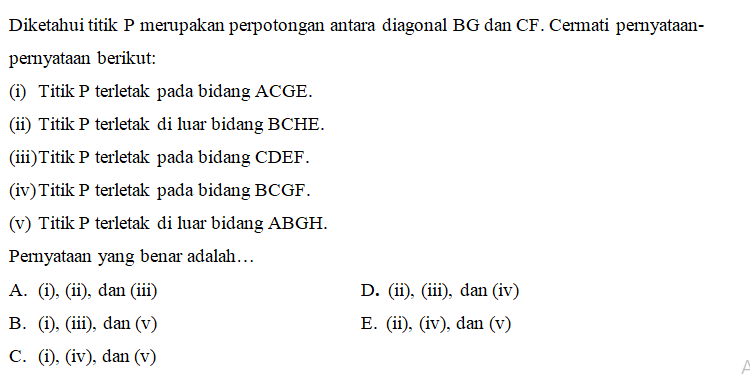 Diketahui titik P merupakan perpotongan antara diagonal BG dan CF. Cermati pernyataan-
pernyataan berikut:
(i) Titik P terletak pada bidang ACGE.
(ii) Titik P terletak di luar bidang BCHE.
(iii)Titik P terletak pada bidang CDEF.
(iv)Titik P terletak pada bidang BCGF.
(v) Titik P terletak di luar bidang ABGH.
Pernyataan yang benar adalah…
A. (i), (ii), dan (iii)
D. (ii), (iii), dan (iv)
B. (i), (iii), dan (v)
E. (ii), (iv), dan (v)
C. (i), (iv), dan (v)